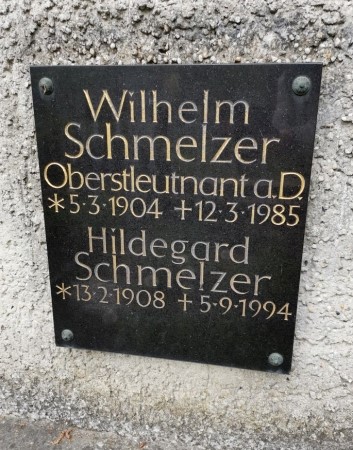 Wilhelm
Schmelzer
Oberstleutnant a.D.
*5·3·1904 +12·3·1985
Hildegard
Schmelzer
*13·2·1908 +5·9·1994